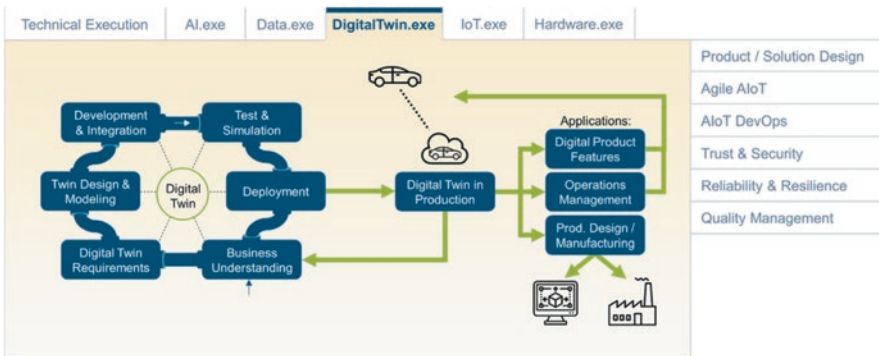 Technical Execution
AI.exe
Data.exe
DigitalTwin.exe
IoT.exe
Hardware.exe
Product / Solution Design
Agile AIoT
AIoT DevOps
Trust & Security
Reliability & Resilience
Quality Management
Development
& Integration
Test &
Simulation
Twin Design &
Modeling
Digital
Twin
Deployment
Digital Twin
Requirements
Business
Understanding
Digital Twin in
Production
Applications:
Digital Product
Features
Operations
Management
Prod. Design /
Manufacturing